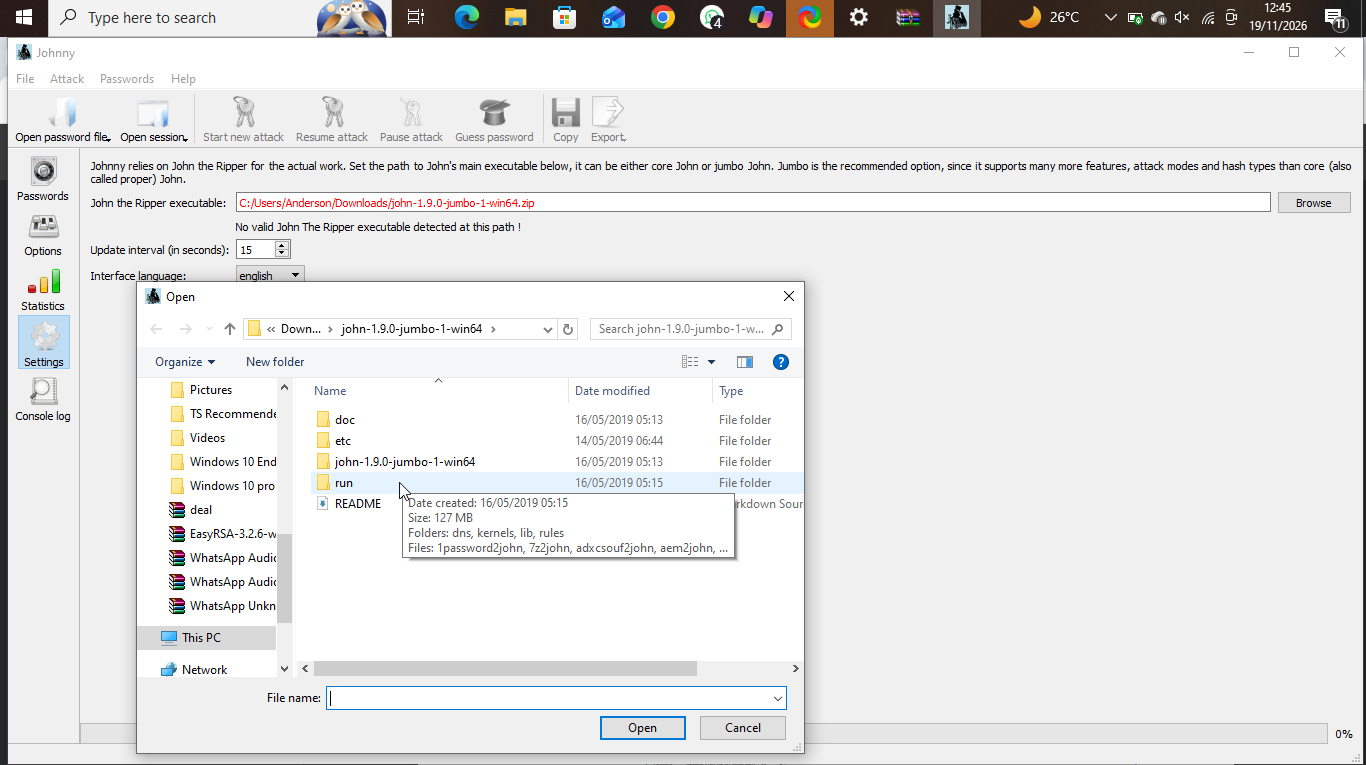 Type here to search
4
26°C
12:45
19/11/2026
11
Johnny
File Attack Passwords Help
Open password file Open session Start new attack Resume attack Pause attack Guess password Copy Export
Passwords
Options
Statistics
Settings
Console log
Johnny relies on John the Ripper for the actual work. Set the path to John's main executable below, it can be either core John or jumbo John. Jumbo is the recommended option, since it supports many more features, attack modes and hash types than core (also
called proper) John.
John the Ripper executable: C:/Users/Anderson/Downloads/john-1.9.0-jumbo-1-win64.zip Browse
No valid John The Ripper executable detected at this path !
Update interval (in seconds): 15
Interface language: english
Open
« Down... › john-1.9.0-jumbo-1-win64 › Search john-1.9.0-jumbo-1-w...
Organize New folder ?
Pictures
TS Recommende
Videos
Windows 10 End
Windows 10 pro
deal
EasyRSA-3.2.6-w
WhatsApp Audio
WhatsApp Audio
WhatsApp Unkn
This PC
Network
Name Date modified Type
doc 16/05/2019 05:13 File folder
etc 14/05/2019 06:44 File folder
john-1.9.0-jumbo-1-win64 16/05/2019 05:13 File folder
run 16/05/2019 05:15 File folder
README rkdown Sour
Date created: 16/05/2019 05:15
Size: 127 MB
Folders: dns, kernels, lib, rules
Files: 1password2john, 7z2john, adxcsouf2john, aem2john, ...
File name:
Open Cancel
0%